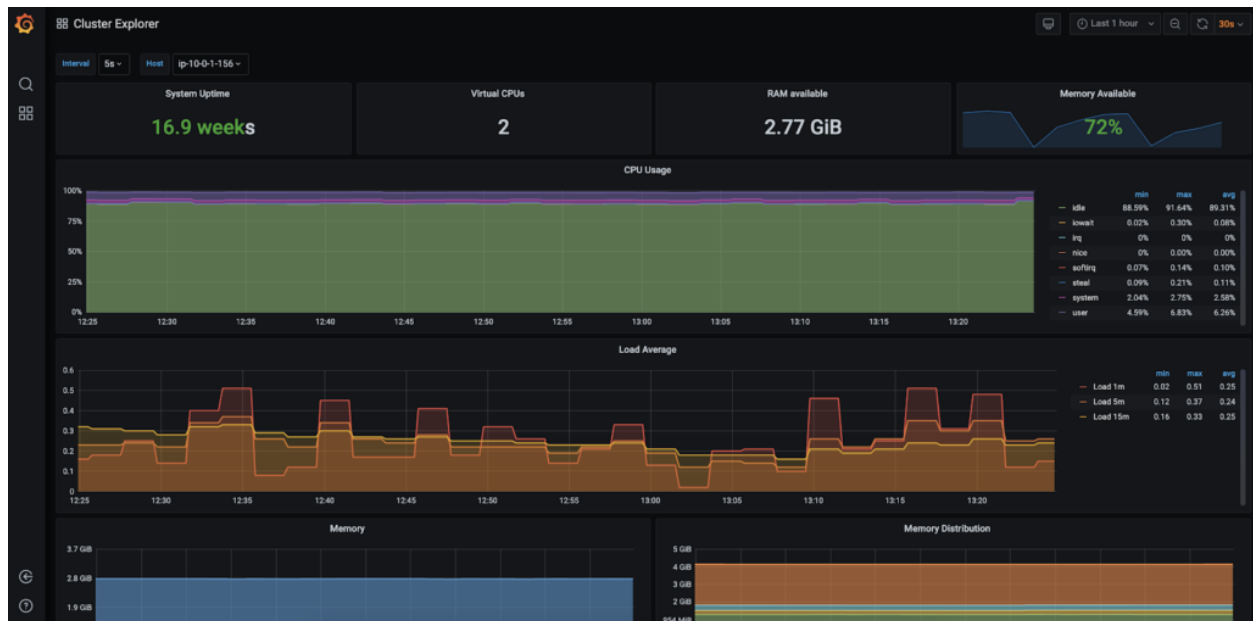 Cluster Explorer
Last 1 hour
30s
Interval 5s Host ip-10-0-1-156
System Uptime
16.9 weeks
Virtual CPUs
2
RAM available
2.77 GiB
Memory Available
72%
CPU Usage
100%
75%
50%
25%
0%
12:25 12:30 12:35 12:40 12:45 12:50 12:55 13:00 13:05 13:10 13:15 13:20
min max avg
idle 88.59% 91.64% 89.31%
iowait 0.02% 0.30% 0.08%
irq 0% 0% 0%
nice 0% 0.00% 0.00%
softirq 0.07% 0.14% 0.10%
steal 0.09% 0.21% 0.11%
system 2.04% 2.75% 2.58%
user 4.59% 6.83% 6.26%
Load Average
0.6
0.5
0.4
0.3
0.2
0.1
0
12:25 12:30 12:35 12:40 12:45 12:50 12:55 13:00 13:05 13:10 13:15 13:20
min max avg
Load 1m 0.02 0.51 0.25
Load 5m 0.12 0.37 0.24
Load 15m 0.16 0.33 0.25
Memory
3.7 GiB
2.8 GiB
1.9 GiB
Memory Distribution
5 GiB
4 GiB
3 GiB
2 GiB
954 MiB